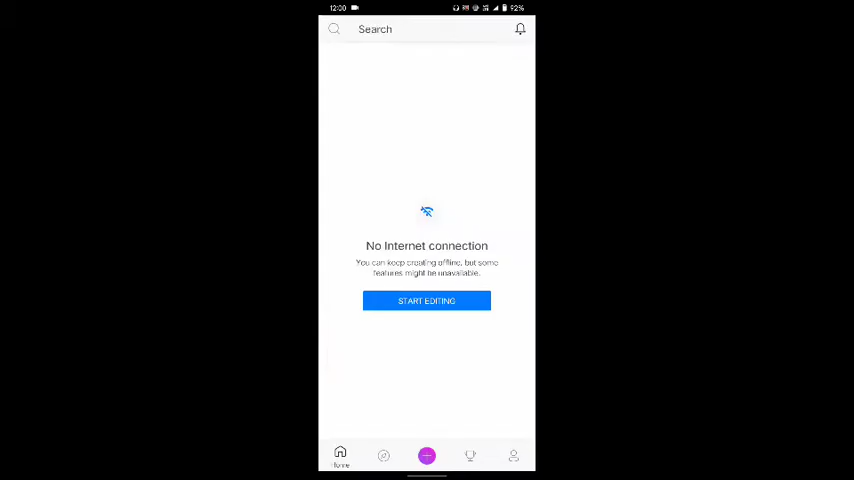 12:00
92%
Search
No Internet connection
You can keep creating offline, but some
features might be unavailable.
START EDITING
Home